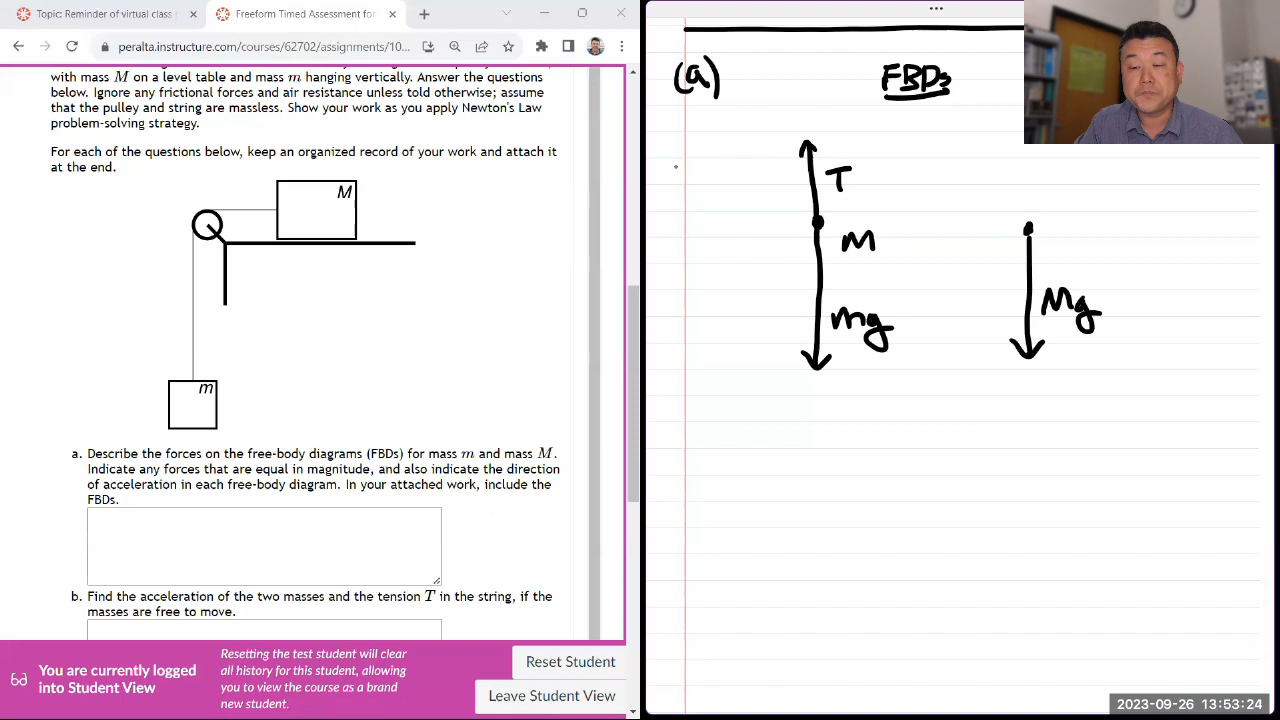 Topic: Reminder of virtual class
Freeform Timed Assessment for
peralta.instructure.com/courses/62702/assignments/10...
with mass M on a level table and mass m hanging vertically. Answer the questions
below. Ignore any frictional forces and air resistance unless told otherwise; assume
that the pulley and string are massless. Show your work as you apply Newton's Law
problem-solving strategy.
For each of the questions below, keep an organized record of your work and attach it
at the end.
M
m
a. Describe the forces on the free-body diagrams (FBDs) for mass m and mass M.
Indicate any forces that are equal in magnitude, and also indicate the direction
of acceleration in each free-body diagram. In your attached work, include the
FBDs.
b. Find the acceleration of the two masses and the tension T in the string, if the
masses are free to move.
You are currently logged
into Student View
Resetting the test student will clear
all history for this student, allowing
you to view the course as a brand
new student.
Reset Student
Leave Student View
(a) FBDs
T
m
mg
Mg
2023-09-26 13:53:24